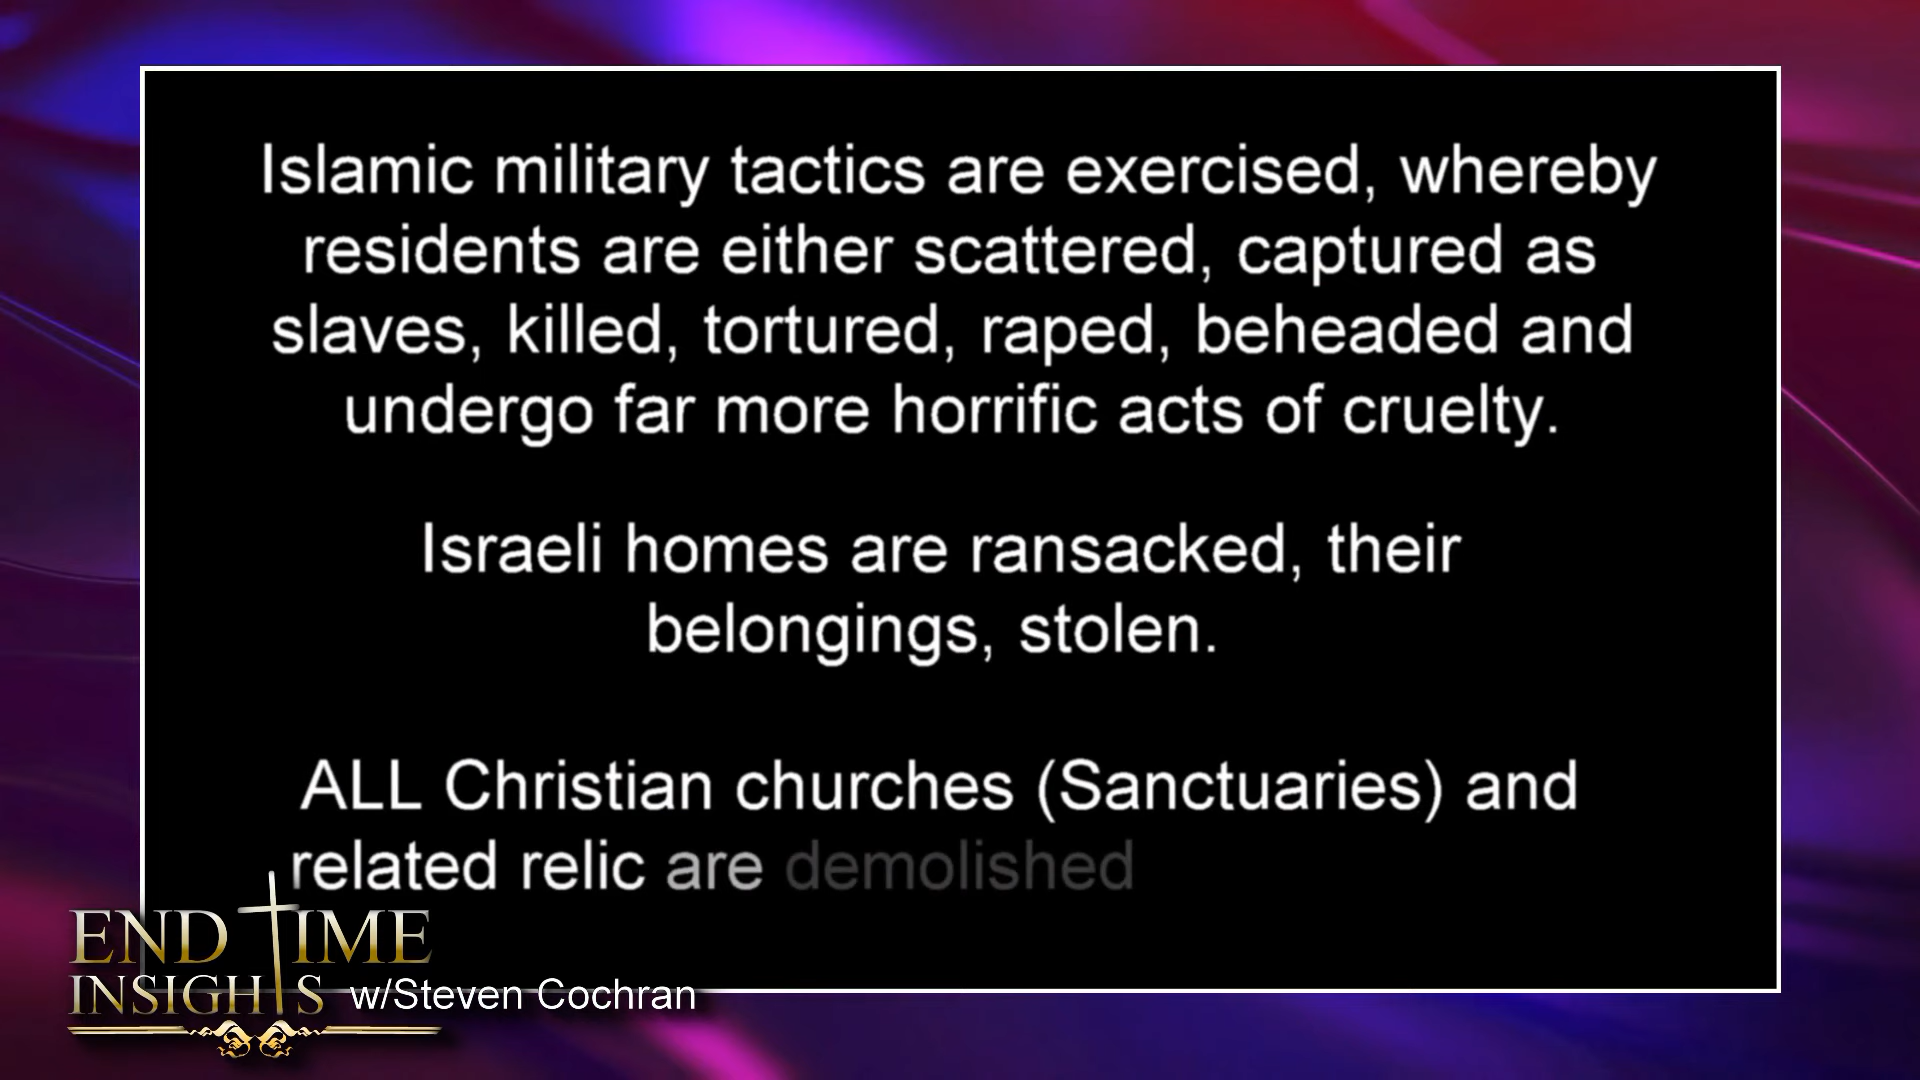 Islamic military tactics are exercised, whereby
residents are either scattered, captured as
slaves, killed, tortured, raped, beheaded and
undergo far more horrific acts of cruelty.
Israeli homes are ransacked, their
belongings, stolen.
ALL Christian churches (Sanctuaries) and
related relic are demolished
END TIME
INSIGHTS w/Steven Cochran